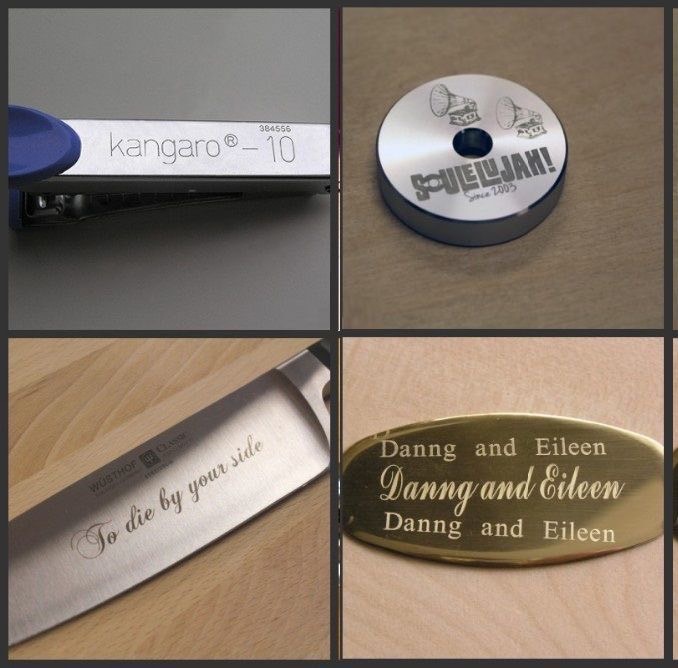 384556
kangaro® – 10
SOULELUJAH!
Since 2003
WÜSTHOF CLASSIC
To die by your side
Danng and Eileen
Danng and Eileen
Danng and Eileen